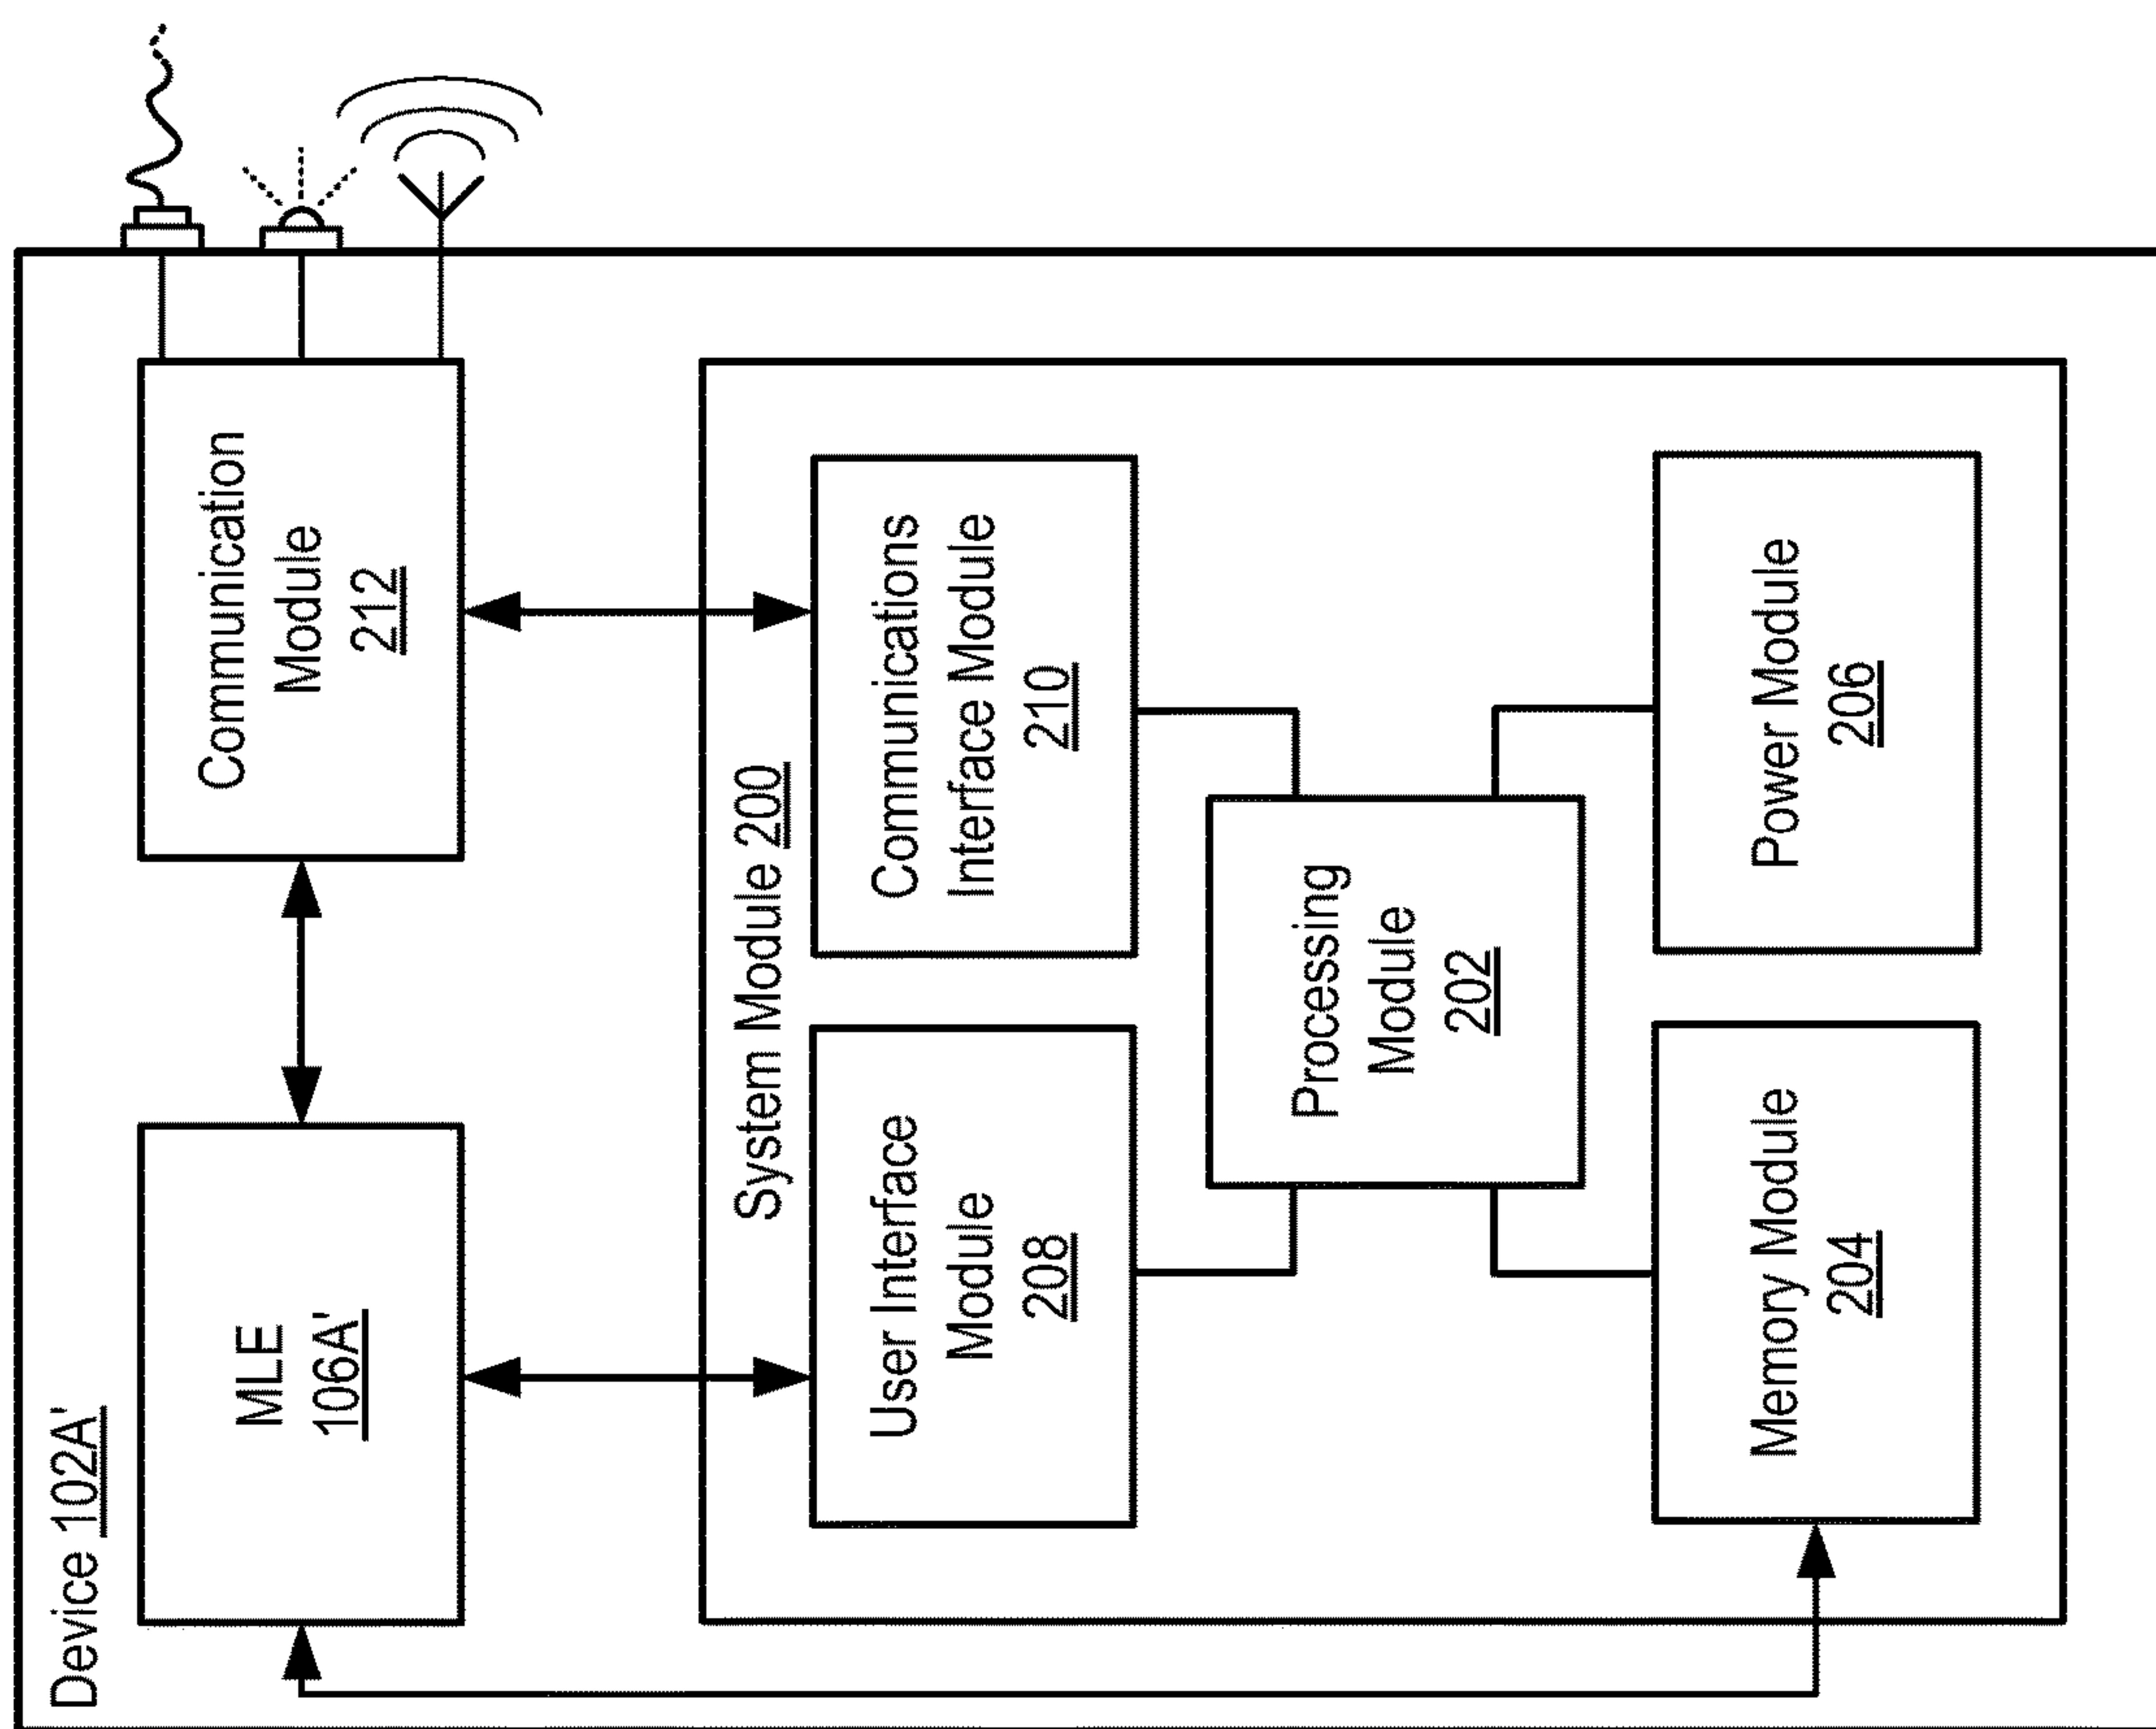 Device 102A'
MLE
106A'
Communication
Module
212
System Module 200
User Interface
Module
208
Communications
Interface Module
210
Processing
Module
202
Memory Module
204
Power Module
206